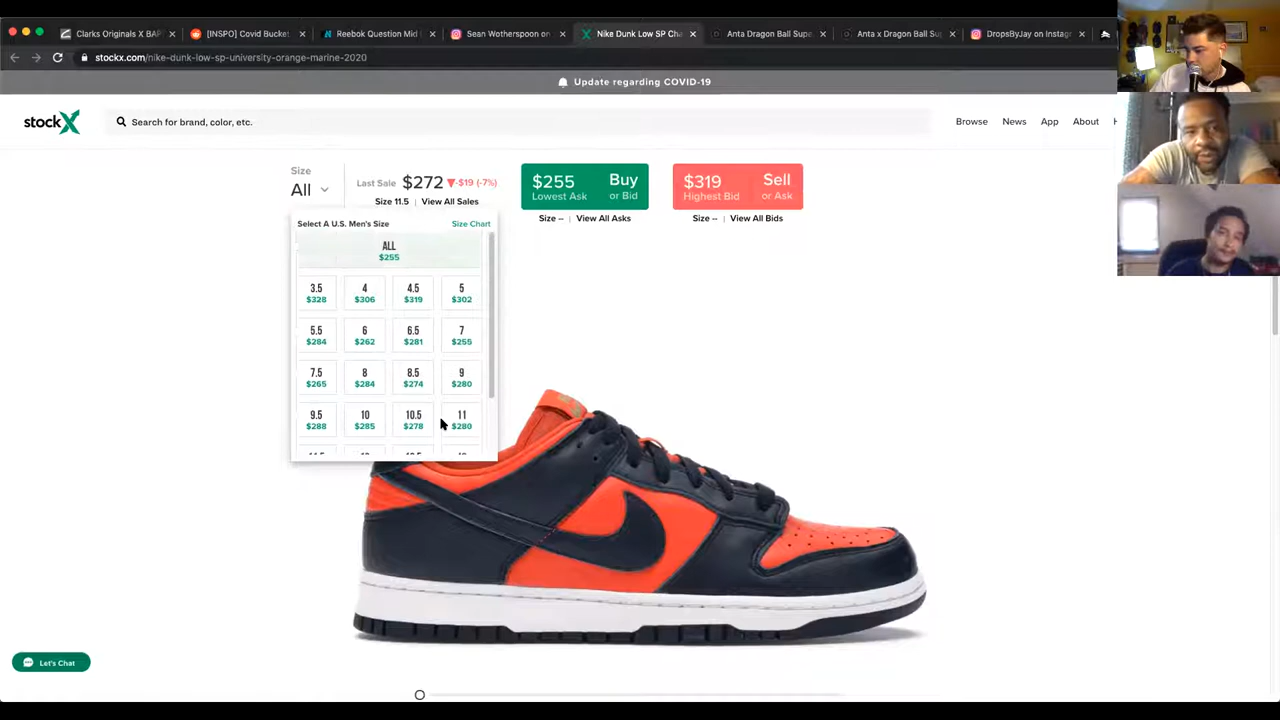 Clarks Originals X BAP
[INSPO] Covid Bucket
Reebok Question Mid
Sean Wotherspoon or
Nike Dunk Low SP Cha
Anta Dragon Ball Supe
Anta x Dragon Ball Su
DropsByJay on Instag
stockx.com/nike-dunk-low-sp-university-orange-marine-2020
Update regarding COVID-19
stockX
Search for brand, color, etc.
Browse News App About
Size
All
Last Sale $272 ▼-$19 (-7%)
Size 11.5 | View All Sales
$255 Buy
Lowest Ask or Bid
Size -- | View All Asks
$319 Sell
Highest Bid or Ask
Size -- | View All Bids
Select A U.S. Men's Size Size Chart
ALL
$255
3.5 4 4.5 5
$328 $306 $319 $302
5.5 6 6.5 7
$284 $262 $281 $255
7.5 8 8.5 9
$265 $284 $274 $280
9.5 10 10.5 11
$288 $285 $278 $280
Let's Chat